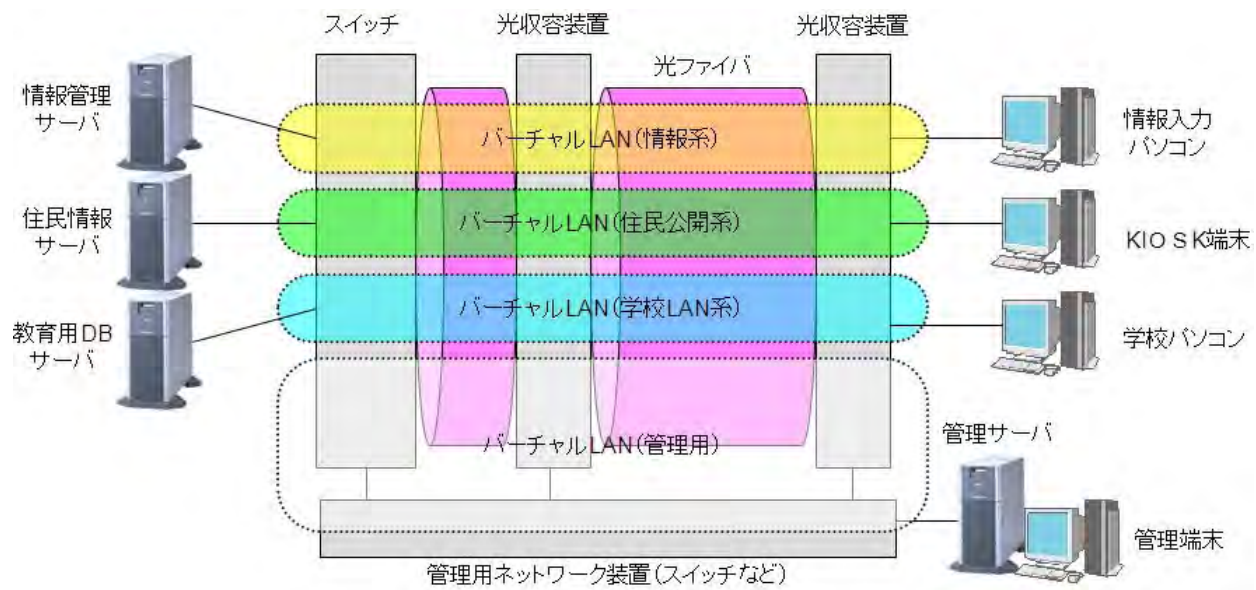 スイッチ
光収容装置
光収容装置
光ファイバ
情報管理
サーバ
バーチャルLAN(情報系)
情報入力
パソコン
住民情報
サーバ
バーチャルLAN(住民公開系)
KIOSK端末
教育用DB
サーバ
バーチャルLAN(学校LAN系)
学校パソコン
バーチャルLAN(管理用)
管理サーバ
管理端末
管理用ネットワーク装置(スイッチなど)